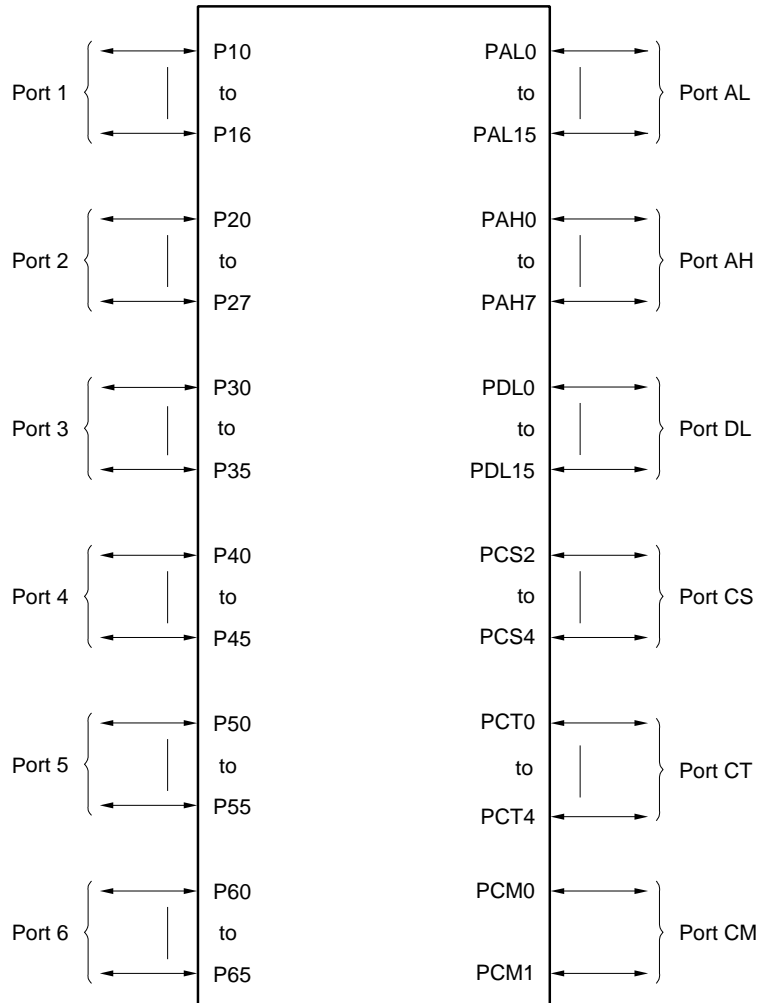 Port 1
P10
to
P16
PAL0
to
PAL15
Port AL
Port 2
P20
to
P27
PAH0
to
PAH7
Port AH
Port 3
P30
to
P35
PDL0
to
PDL15
Port DL
Port 4
P40
to
P45
PCS2
to
PCS4
Port CS
Port 5
P50
to
P55
PCT0
to
PCT4
Port CT
Port 6
P60
to
P65
PCM0
PCM1
Port CM